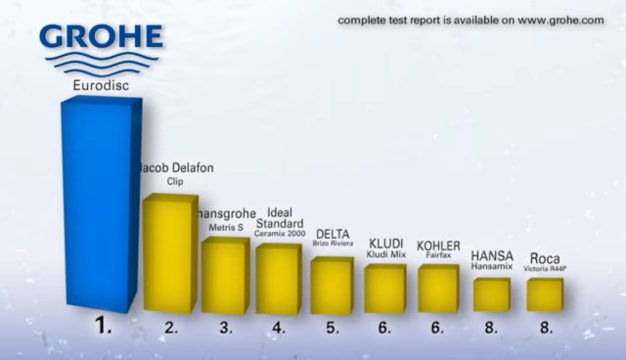 complete test report is available on www.grohe.com
GROHE
Eurodisc
Jacob Delafon
Clip
hansgrohe
Metris S
Ideal
Standard
Ceramix 2000
DELTA
Brizo Riviera
KLUDI
Kludi Mix
KOHLER
Fairfax
HANSA
Hansamix
Roca
Victoria R44P
1. 2. 3. 4. 5. 6. 6. 8. 8.